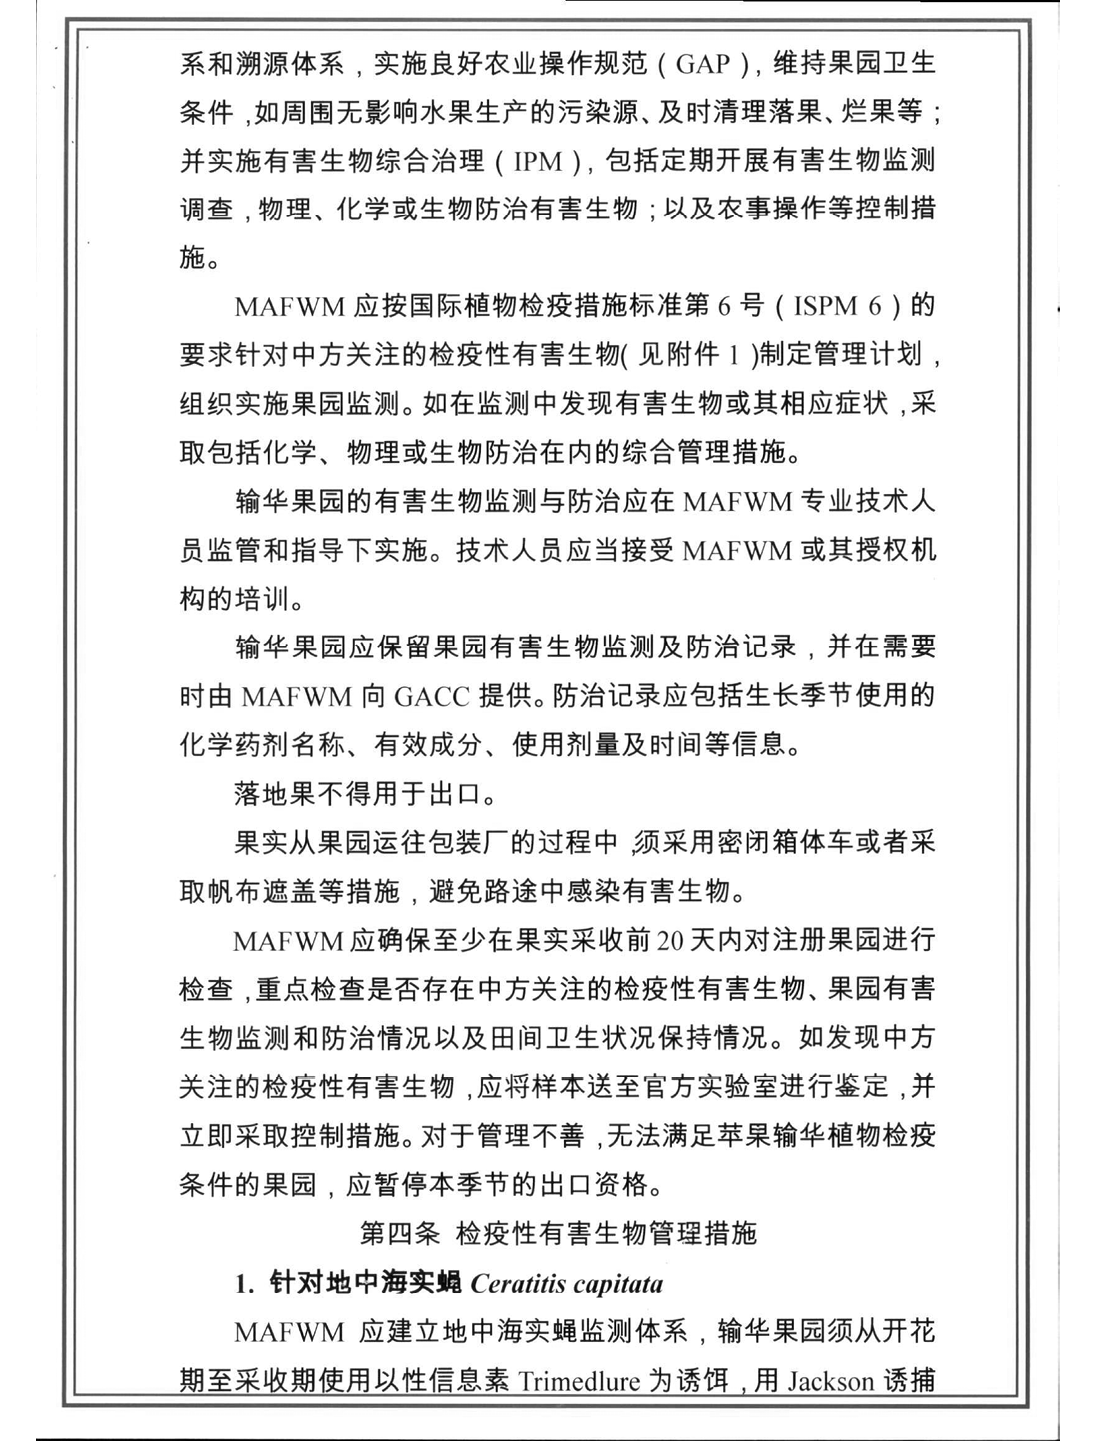 系和溯源体系，实施良好农业操作规范（GAP），维持果园卫生
条件，如周围无影响水果生产的污染源、及时清理落果、烂果等；
并实施有害生物综合治理（IPM），包括定期开展有害生物监测
调查，物理、化学或生物防治有害生物；以及农事操作等控制措
施。
MAFWM 应按国际植物检疫措施标准第 6 号（ISPM 6）的
要求针对中方关注的检疫性有害生物（见附件 1）制定管理计划，
组织实施果园监测。如在监测中发现有害生物或其相应症状，采
取包括化学、物理或生物防治在内的综合管理措施。
输华果园的有害生物监测与防治应在 MAFWM 专业技术人
员监管和指导下实施。技术人员应当接受 MAFWM 或其授权机
构的培训。
输华果园应保留果园有害生物监测及防治记录，并在需要
时由 MAFWM 向 GACC 提供。防治记录应包括生长季节使用的
化学药剂名称、有效成分、使用剂量及时间等信息。
落地果不得用于出口。
果实从果园运往包装厂的过程中，须采用密闭箱体车或者采
取帆布遮盖等措施，避免路途中感染有害生物。
MAFWM 应确保至少在果实采收前 20 天内对注册果园进行
检查，重点检查是否存在中方关注的检疫性有害生物、果园有害
生物监测和防治情况以及田间卫生状况保持情况。如发现中方
关注的检疫性有害生物，应将样本送至官方实验室进行鉴定，并
立即采取控制措施。对于管理不善，无法满足苹果输华植物检疫
条件的果园，应暂停本季节的出口资格。
第四条 检疫性有害生物管理措施
1. 针对地中海实蝇 Ceratitis capitata
MAFWM 应建立地中海实蝇监测体系，输华果园须从开花
期至采收期使用以性信息素 Trimedlure 为诱饵，用 Jackson 诱捕